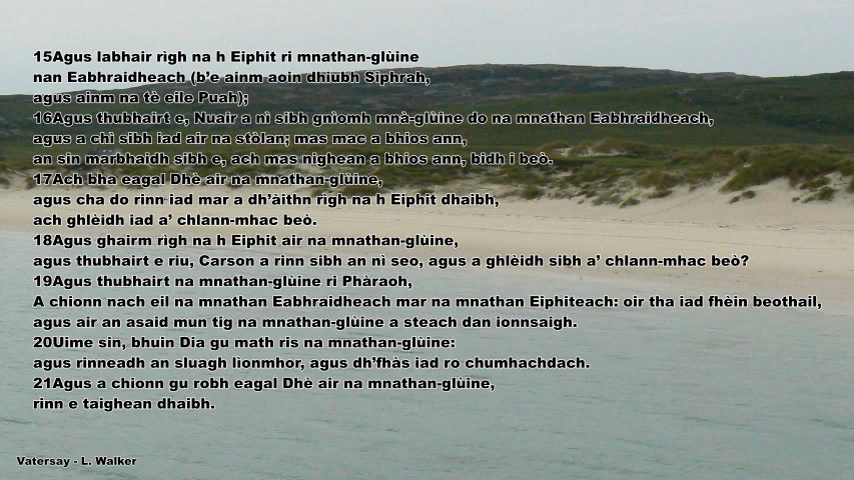 15Agus labhair rìgh na h Eiphit ri mnathan-glùine
nan Eabhraidheach (b’e ainm aoin dhiubh Siphrah,
agus ainm na tè eile Puah);
16Agus thubhairt e, Nuair a nì sibh gnìomh mnà-glùine do na mnathan Eabhraidheach,
agus a chì sibh iad air na stòlan; mas mac a bhios ann,
an sin marbhaidh sibh e, ach mas nighean a bhios ann, bidh i beò.
17Ach bha eagal Dhè air na mnathan-glùine,
agus cha do rinn iad mar a dh’àithn rìgh na h Eiphit dhaibh,
ach ghlèidh iad a’ chlann-mhac beò.
18Agus ghairm rìgh na h Eiphit air na mnathan-glùine,
agus thubhairt e riu, Carson a rinn sibh an nì seo, agus a ghlèidh sibh a’ chlann-mhac beò?
19Agus thubhairt na mnathan-glùine ri Phàraoh,
A chionn nach eil na mnathan Eabhraidheach mar na mnathan Eiphiteach: oir tha iad fhèin beothail,
agus air an asaid mun tig na mnathan-glùine a steach dan ionnsaigh.
20Uime sin, bhuin Dia gu math ris na mnathan-glùine:
agus rinneadh an sluagh lìonmhor, agus dh’fhàs iad ro chumhachdach.
21Agus a chionn gu robh eagal Dhè air na mnathan-glùine,
rinn e taighean dhaibh.
Vatersay - L. Walker